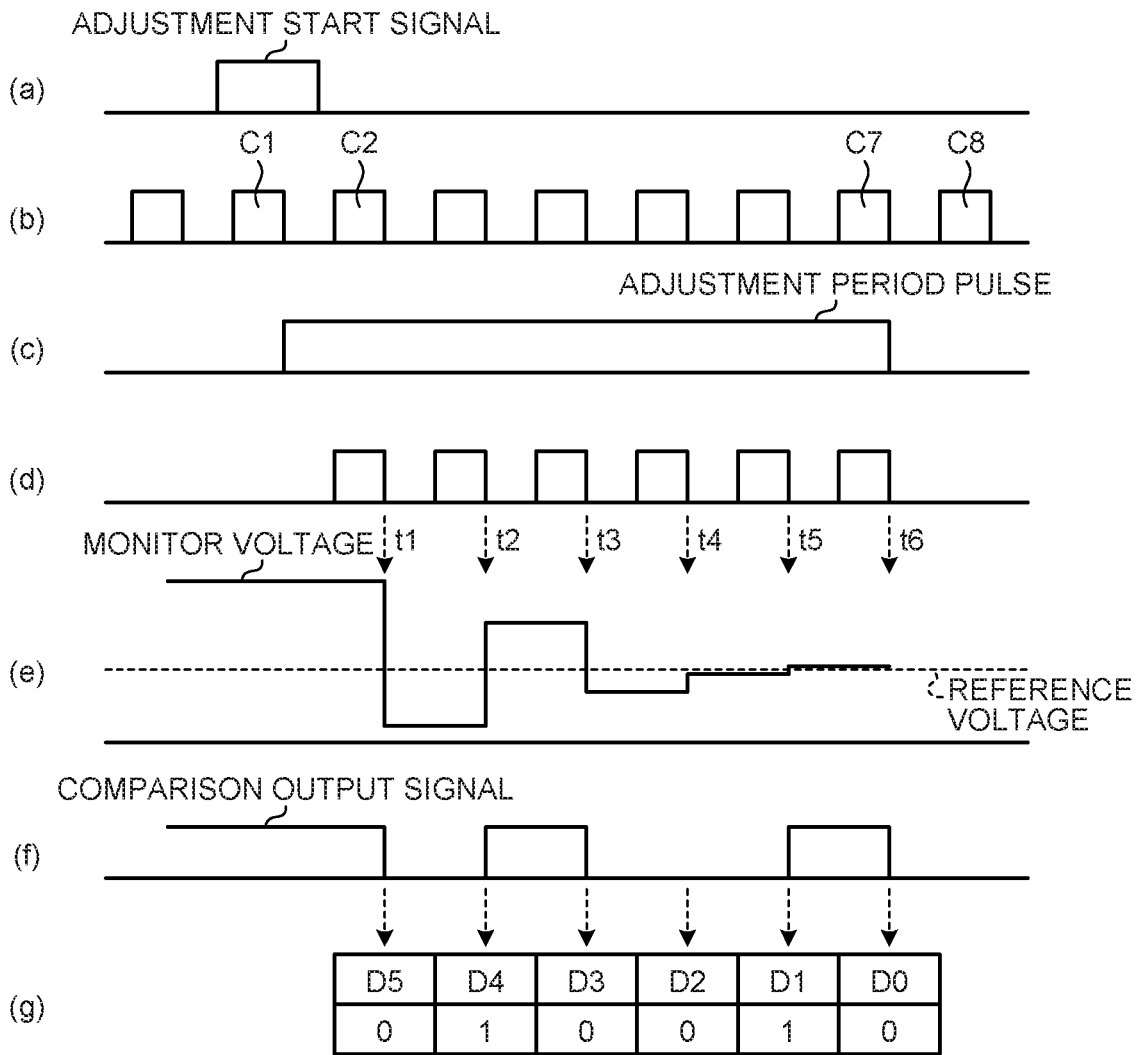 ADJUSTMENT START SIGNAL
(a)
C1 C2 C7 C8
(b)
ADJUSTMENT PERIOD PULSE
(c)
(d)
MONITOR VOLTAGE t1 t2 t3 t4 t5 t6
(e)
REFERENCE
VOLTAGE
COMPARISON OUTPUT SIGNAL
(f)
D5 D4 D3 D2 D1 D0
(g)
0 1 0 0 1 0